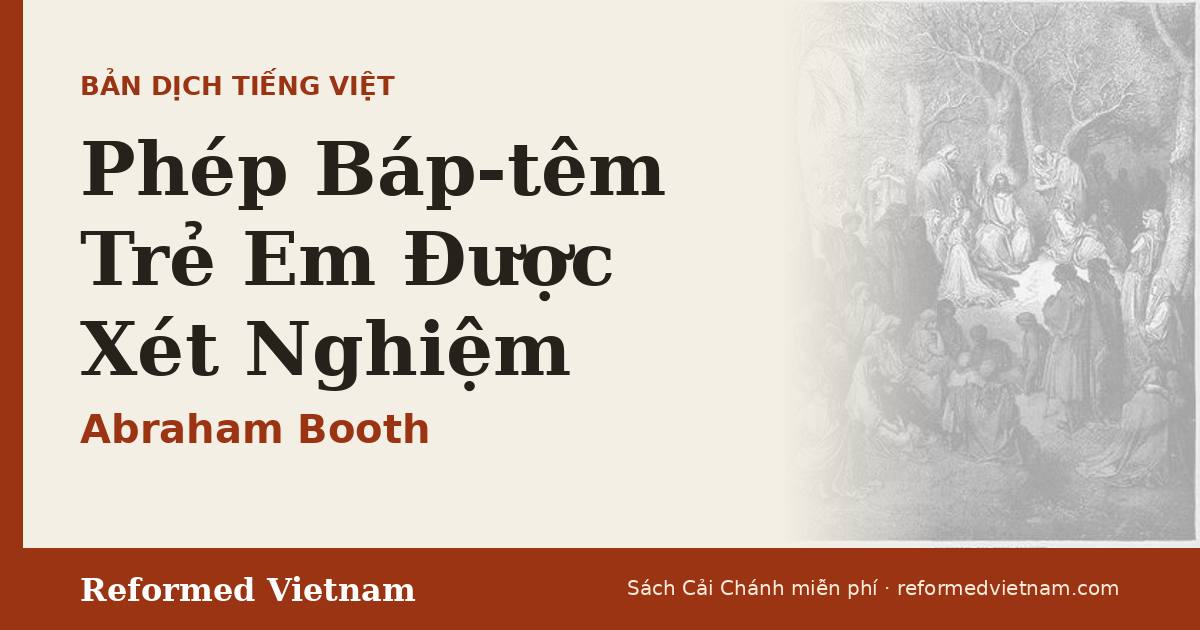 BẢN DỊCH TIẾNG VIỆT
Phép Báp-têm
Trẻ Em Được
Xét Nghiệm
Abraham Booth
Reformed Vietnam
Sách Cải Chánh miễn phí · reformedvietnam.com